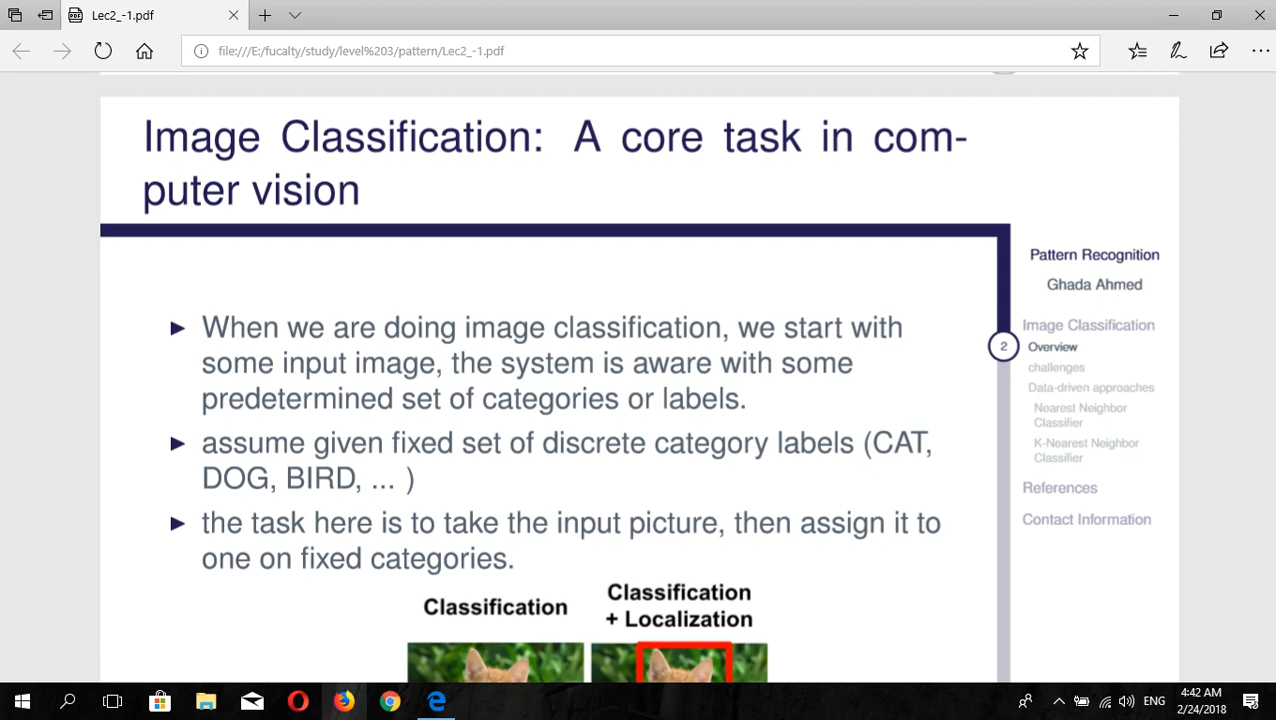 Lec2_-1.pdf
file:///E:/fucalty/study/level%203/pattern/Lec2_-1.pdf
Image Classification: A core task in com-
puter vision
Pattern Recognition
Ghada Ahmed
Image Classification
2
Overview
challenges
Data-driven approaches
Nearest Neighbor
Classifier
K-Nearest Neighbor
Classifier
References
Contact Information
When we are doing image classification, we start with
some input image, the system is aware with some
predetermined set of categories or labels.
assume given fixed set of discrete category labels (CAT,
DOG, BIRD, ... )
the task here is to take the input picture, then assign it to
one on fixed categories.
Classification
Classification
+ Localization
ENG
4:42 AM
2/24/2018